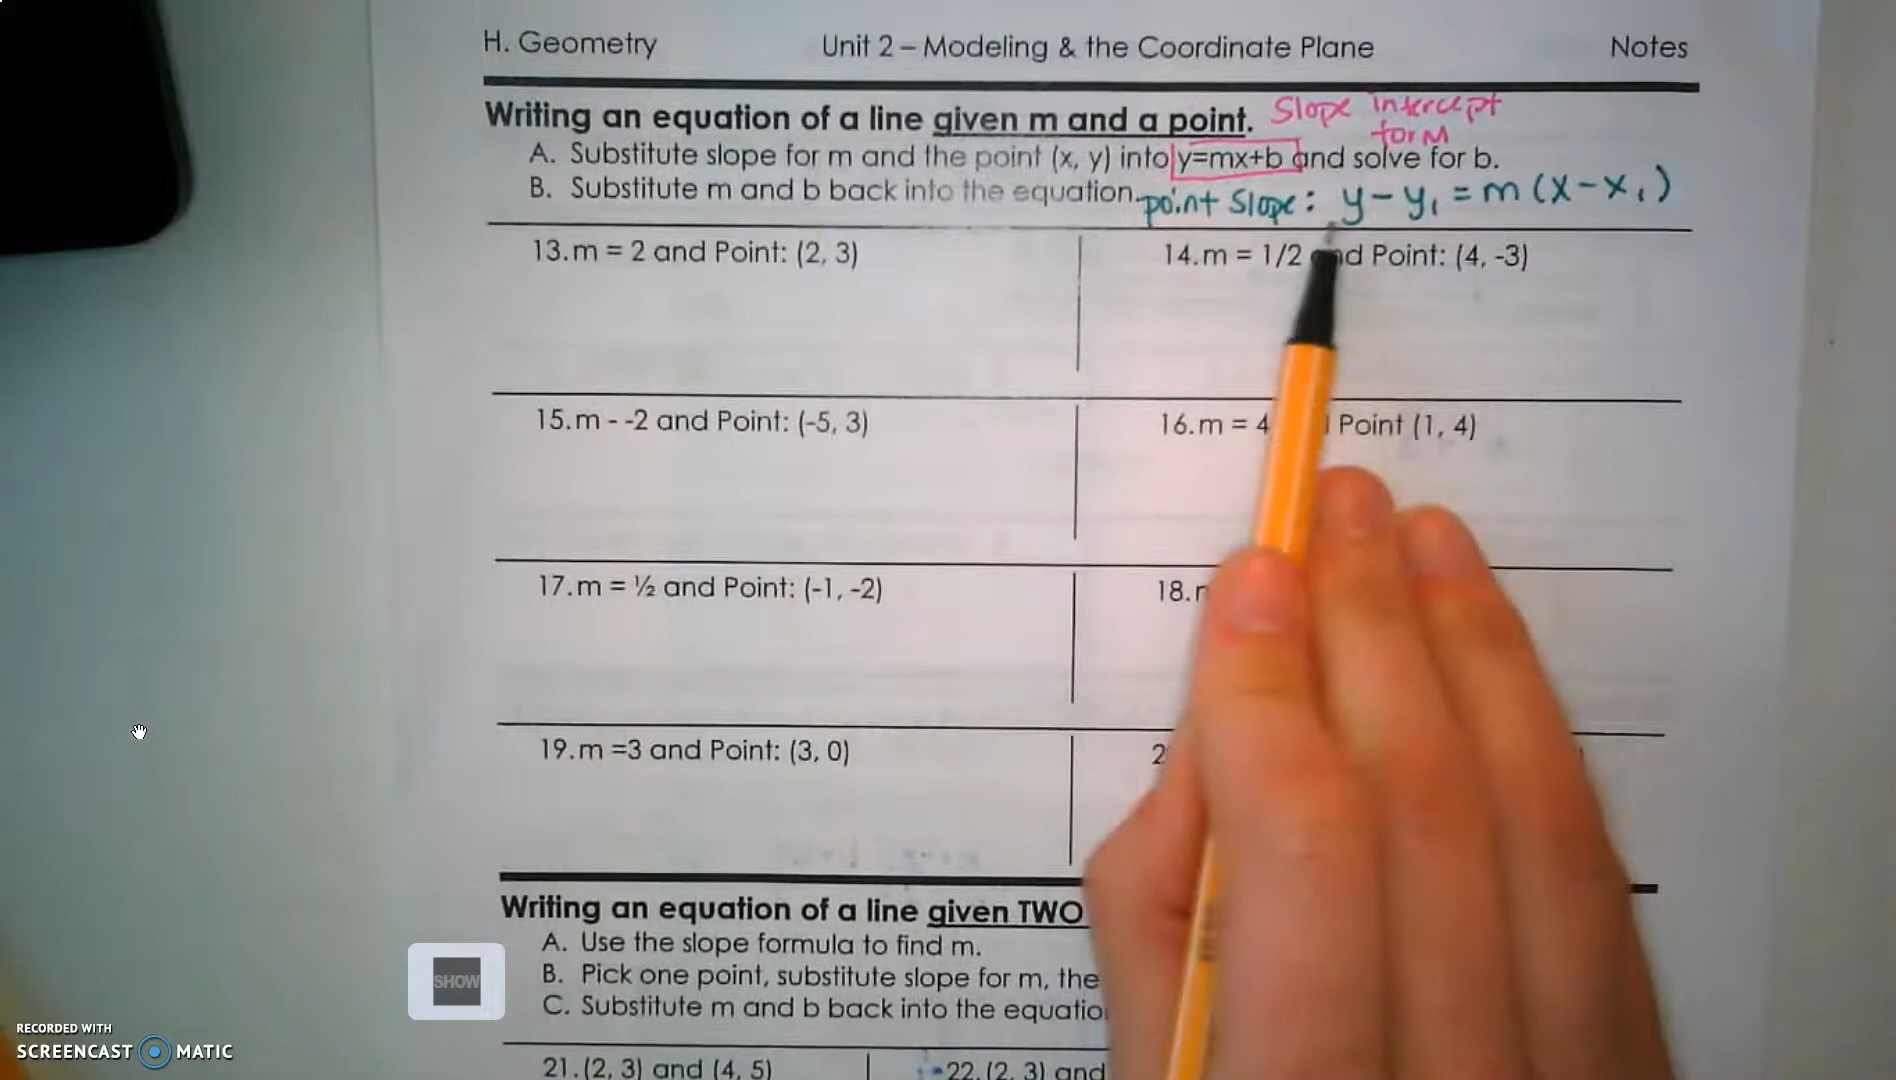 H. Geometry Unit 2 – Modeling & the Coordinate Plane Notes
Writing an equation of a line given m and a point. Slope intercept form
A. Substitute slope for m and the point (x, y) into y=mx+b and solve for b.
B. Substitute m and b back into the equation. point slope: y - y₁ = m (x - x₁)
13. m = 2 and Point: (2, 3)
14. m = 1/2 and Point: (4, -3)
15. m - -2 and Point: (-5, 3)
16. m = 4 Point (1, 4)
17. m = ½ and Point: (-1, -2)
18.
19. m =3 and Point: (3, 0)
Writing an equation of a line given TWO
A. Use the slope formula to find m.
B. Pick one point, substitute slope for m, the
C. Substitute m and b back into the
21. (2, 3) and (4, 5)
22. (2, 3) and
SHOW
RECORDED WITH
SCREENCAST MATIC